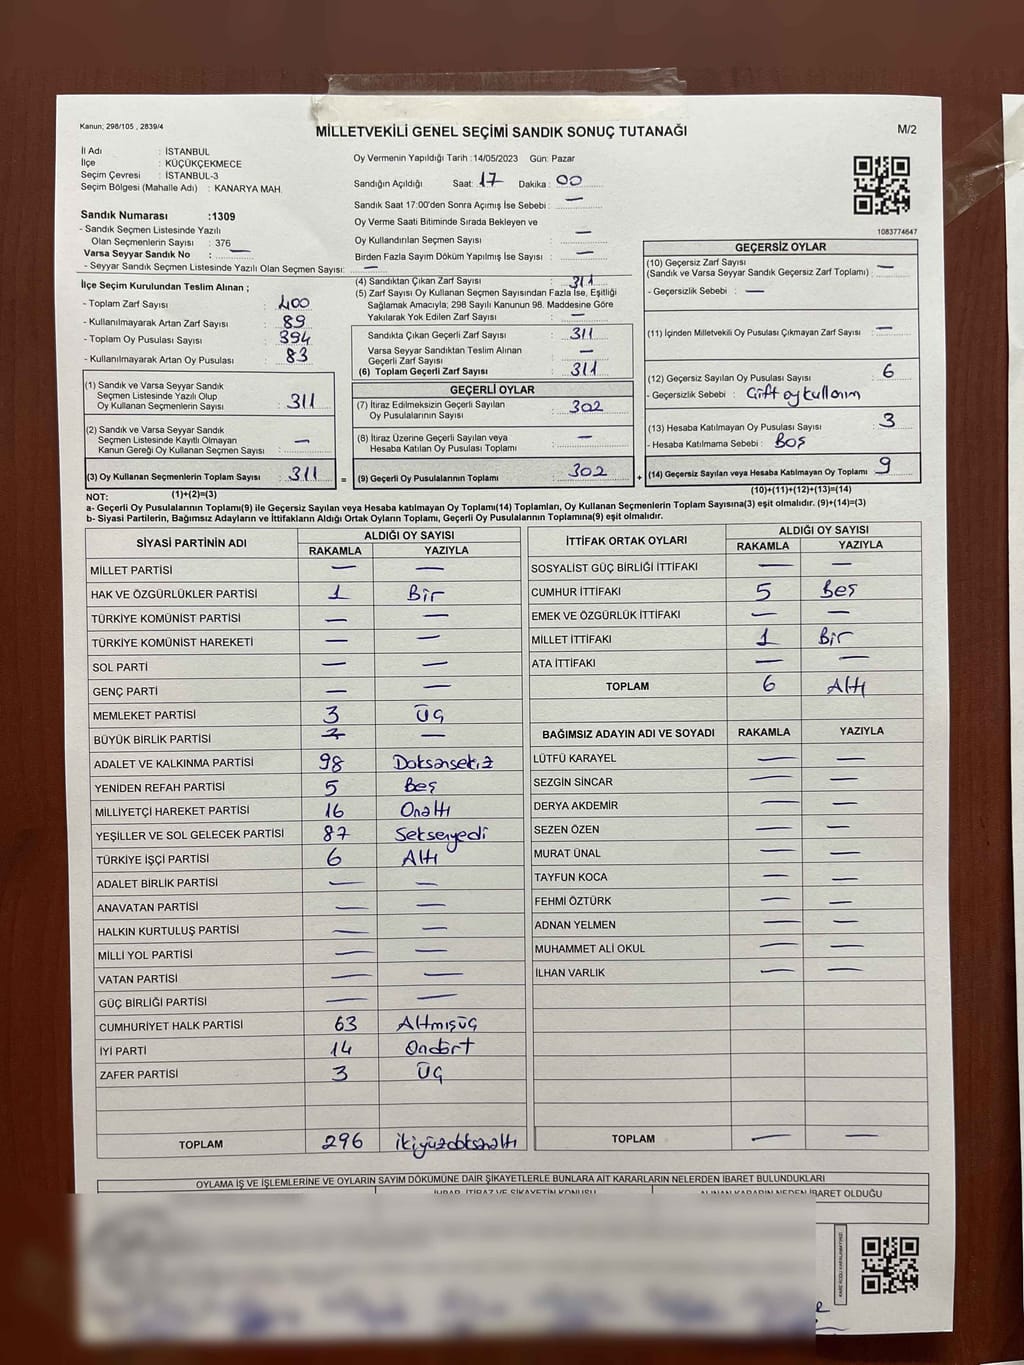 Kanun; 298/105 , 2839/4
MİLLETVEKİLİ GENEL SEÇİMİ SANDIK SONUÇ TUTANAĞI
M/2
İl Adı : İSTANBUL
İlçe : KÜÇÜKÇEKMECE
Seçim Çevresi : İSTANBUL-3
Seçim Bölgesi (Mahalle Adı) : KANARYA MAH.
Sandık Numarası :1309
- Sandık Seçmen Listesinde Yazılı
Olan Seçmenlerin Sayısı : 376
Varsa Seyyar Sandık No : —
- Seyyar Sandık Seçmen Listesinde Yazılı Olan Seçmen Sayısı: —
İlçe Seçim Kurulundan Teslim Alınan ;
- Toplam Zarf Sayısı : 400
- Kullanılmayarak Artan Zarf Sayısı : 89
- Toplam Oy Pusulası Sayısı : 394
- Kullanılmayarak Artan Oy Pusulası : 83
(1) Sandık ve Varsa Seyyar Sandık
Seçmen Listesinde Yazılı Olup
Oy Kullanan Seçmenlerin Sayısı : 311
(2) Sandık ve Varsa Seyyar Sandık
Seçmen Listesinde Kayıtlı Olmayan
Kanun Gereği Oy Kullanan Seçmen Sayısı : —
(3) Oy Kullanan Seçmenlerin Toplam Sayısı : 311 =
(1)+(2)=(3)
Oy Vermenin Yapıldığı Tarih : 14/05/2023 Gün: Pazar
Sandığın Açıldığı Saat: 17 Dakika : 00
Sandık Saat 17:00'den Sonra Açımış İse Sebebi : —
Oy Verme Saati Bitiminde Sırada Bekleyen ve
Oy Kullandırılan Seçmen Sayısı : —
Birden Fazla Sayım Döküm Yapılmış İse Sayısı : —
(4) Sandıktan Çıkan Zarf Sayısı : 311
(5) Zarf Sayısı Oy Kullanan Seçmen Sayısından Fazla İse, Eşitliği
Sağlamak Amacıyla; 298 Sayılı Kanunun 98. Maddesine Göre
Yakılarak Yok Edilen Zarf Sayısı : —
Sandıkta Çıkan Geçerli Zarf Sayısı : 311
Varsa Seyyar Sandıktan Teslim Alınan
Geçerli Zarf Sayısı : —
(6) Toplam Geçerli Zarf Sayısı : 311
GEÇERLİ OYLAR
(7) İtiraz Edilmeksizin Geçerli Sayılan
Oy Pusulalarının Sayısı : 302
(8) İtiraz Üzerine Geçerli Sayılan veya
Hesaba Katılan Oy Pusulası Toplamı : —
(9) Geçerli Oy Pusulalarının Toplamı : 302 +
1083774647
GEÇERSİZ OYLAR
(10) Geçersiz Zarf Sayısı
(Sandık ve Varsa Seyyar Sandık Geçersiz Zarf Toplamı) : —
- Geçersizlik Sebebi : —
(11) İçinden Milletvekili Oy Pusulası Çıkmayan Zarf Sayısı : —
(12) Geçersiz Sayılan Oy Pusulası Sayısı : 6
- Geçersizlik Sebebi : Çift oy kullanım
(13) Hesaba Katılmayan Oy Pusulası Sayısı : 3
- Hesaba Katılmama Sebebi : Boş
(14) Geçersiz Sayılan veya Hesaba Katılmayan Oy Toplamı : 9
(10)+(11)+(12)+(13)=(14)
NOT:
a- Geçerli Oy Pusulaları Toplamı(9) ile Geçersiz Sayılan veya Hesaba katılmayan Oy Toplamı(14) Toplamları, Oy Kullanan Seçmenlerin Toplam Sayısına(3) eşit olmalıdır. (9)+(14)=(3)
b- Siyasi Partilerin, Bağımsız Adayların ve İttifakların Aldığı Ortak Oyların Toplamı, Geçerli Oy Pusulalarının Toplamına(9) eşit olmalıdır.
SİYASİ PARTİNİN ADI ALDIĞI OY SAYISI
RAKAMLA YAZIYLA
MİLLET PARTİSİ — —
HAK VE ÖZGÜRLÜKLER PARTİSİ 1 Bir
TÜRKİYE KOMÜNİST PARTİSİ — —
TÜRKİYE KOMÜNİST HAREKETİ — —
SOL PARTİ — —
GENÇ PARTİ — —
MEMLEKET PARTİSİ 3 Üç
BÜYÜK BİRLİK PARTİSİ —
ADALET VE KALKINMA PARTİSİ 98 Doksansekiz
YENİDEN REFAH PARTİSİ 5 Beş
MİLLİYETÇİ HAREKET PARTİSİ 16 Onaltı
YEŞİLLER VE SOL GELECEK PARTİSİ 87 Seksenyedi
TÜRKİYE İŞÇİ PARTİSİ 6 Altı
ADALET BİRLİK PARTİSİ — —
ANAVATAN PARTİSİ — —
HALKIN KURTULUŞ PARTİSİ — —
MİLLİ YOL PARTİSİ — —
VATAN PARTİSİ — —
GÜÇ BİRLİĞİ PARTİSİ — —
CUMHURİYET HALK PARTİSİ 63 Altmışüç
İYİ PARTİ 14 Ondört
ZAFER PARTİSİ 3 Üç
TOPLAM 296 ikiyüzdoksanaltı
İTTİFAK ORTAK OYLARI ALDIĞI OY SAYISI
RAKAMLA YAZIYLA
SOSYALİST GÜÇ BİRLİĞİ İTTİFAKI — —
CUMHUR İTTİFAKI 5 Beş
EMEK VE ÖZGÜRLÜK İTTİFAKI — —
MİLLET İTTİFAKI 1 Bir
ATA İTTİFAKI — —
TOPLAM 6 Altı
BAĞIMSIZ ADAYIN ADI VE SOYADI RAKAMLA YAZIYLA
LÜTFÜ KARAYEL — —
SEZGİN SİNCAR — —
DERYA AKDEMİR — —
SEZEN ÖZEN — —
MURAT ÜNAL — —
TAYFUN KOCA — —
FEHMİ ÖZTÜRK — —
ADNAN YELMEN — —
MUHAMMET ALİ OKUL — —
İLHAN VARLIK — —
TOPLAM — —
OYLAMA İŞ VE İŞLEMLERİNE VE OYLARIN SAYIM DÖKÜMÜNE DAİR ŞİKAYETLERLE BUNLARA AİT KARARLARIN NELERDEN İBARET BULUNDUKLARI
İHBAR, İTİRAZ VE ŞİKAYETİN KONUSU
ALINAN KARARIN NEDEN İBARET OLDUĞU